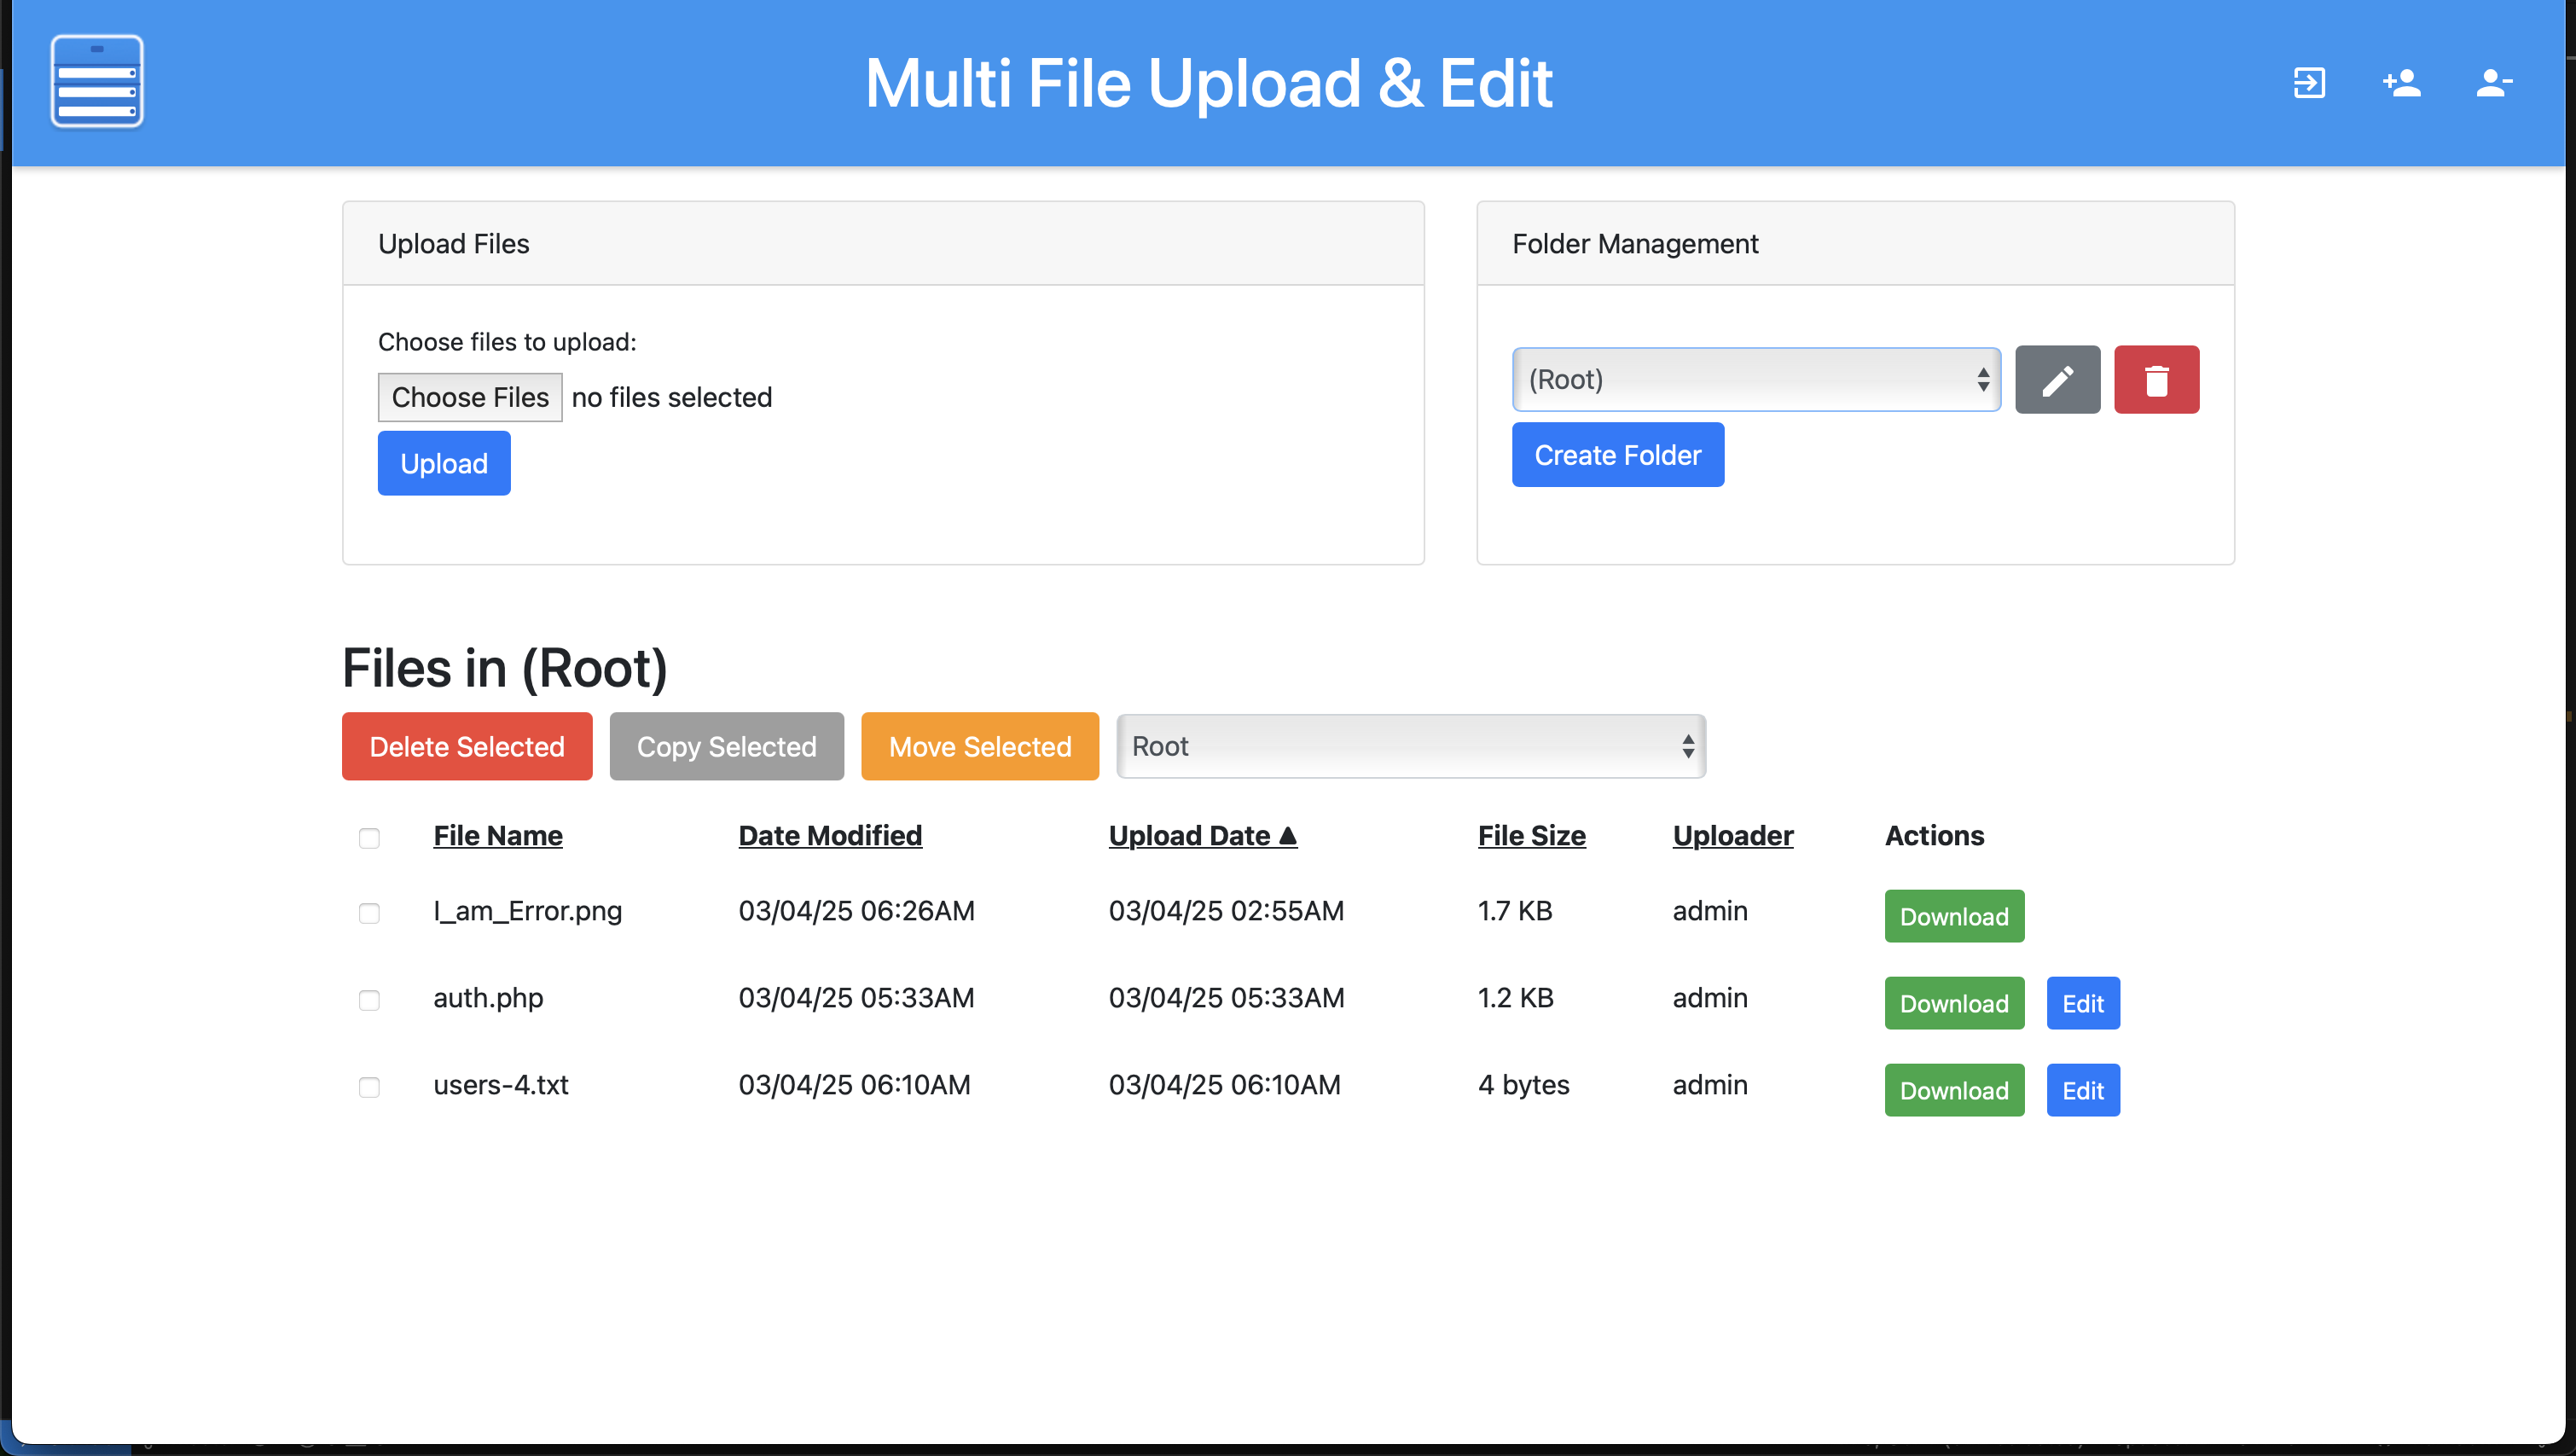 Multi File Upload & Edit
Upload Files
Folder Management
Choose files to upload:
Choose Files no files selected
Upload
(Root)
Create Folder
Files in (Root)
Delete Selected Copy Selected Move Selected Root
File Name Date Modified Upload Date ▲ File Size Uploader Actions
I_am_Error.png 03/04/25 06:26AM 03/04/25 02:55AM 1.7 KB admin Download
auth.php 03/04/25 05:33AM 03/04/25 05:33AM 1.2 KB admin Download Edit
users-4.txt 03/04/25 06:10AM 03/04/25 06:10AM 4 bytes admin Download Edit